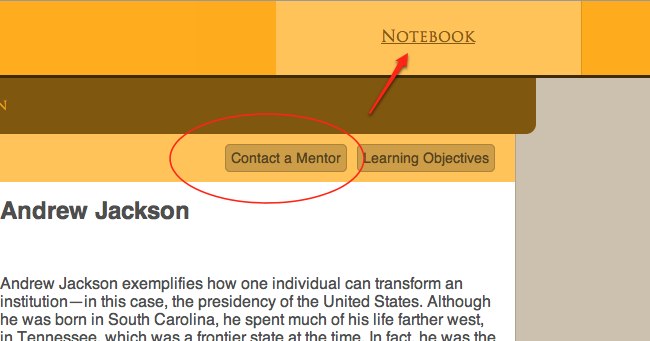 NOTEBOOK
N
Contact a Mentor Learning Objectives
Andrew Jackson
Andrew Jackson exemplifies how one individual can transform an
institution—in this case, the presidency of the United States. Although
he was born in South Carolina, he spent much of his life farther west,
in Tennessee, which was a frontier state at the time. In fact, he was the